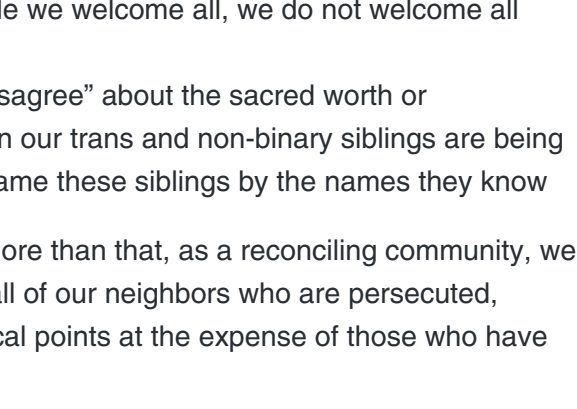 le we welcome all, we do not welcome all
sagree” about the sacred worth or
n our trans and non-binary siblings are being
ame these siblings by the names they know
ore than that, as a reconciling community, we
all of our neighbors who are persecuted,
cal points at the expense of those who have